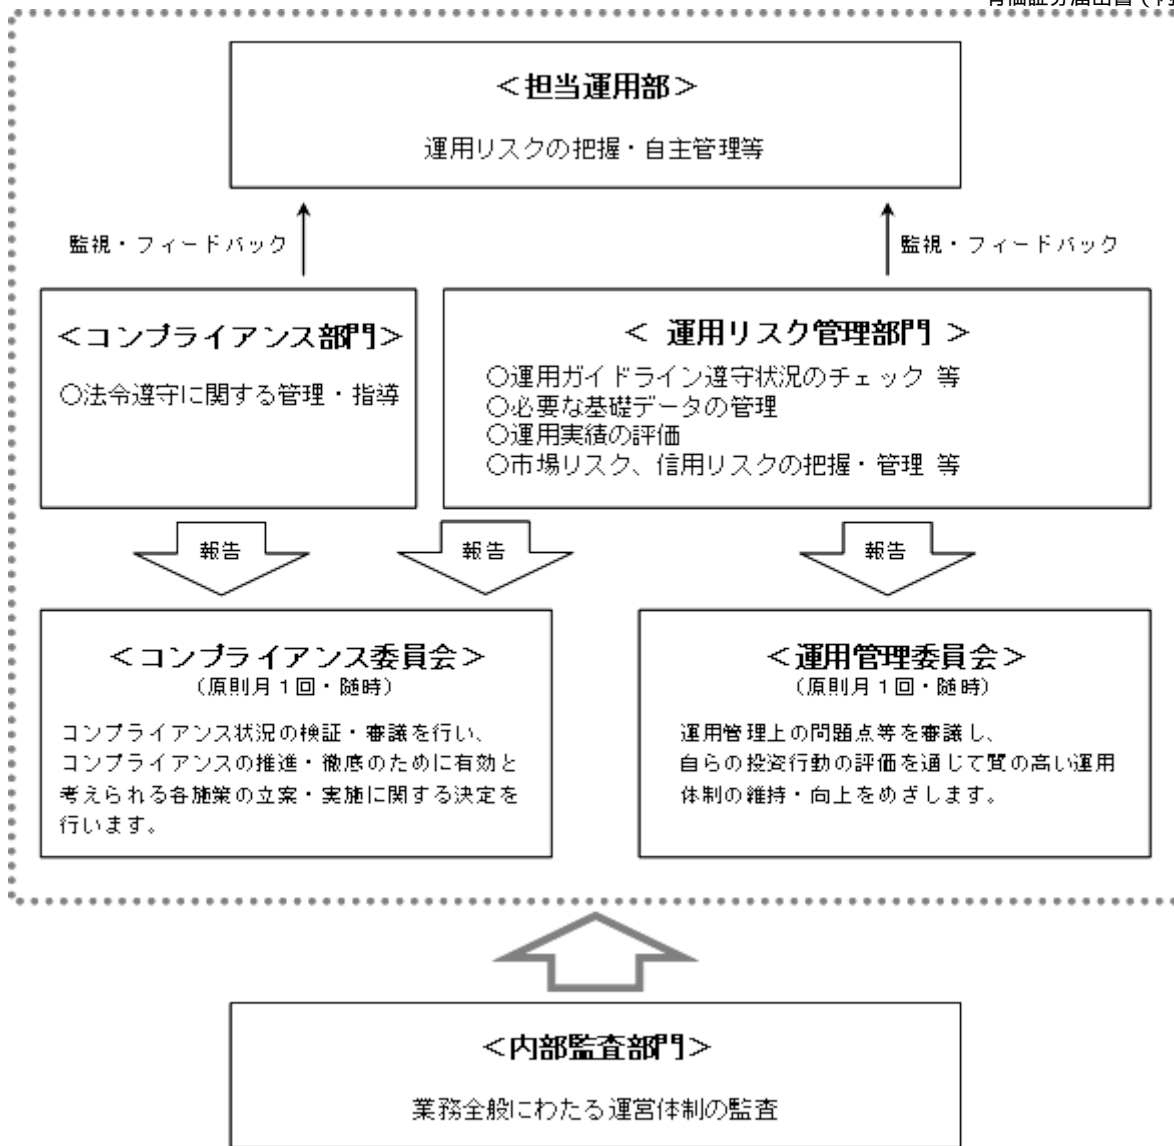 ＜担当運用部＞
運用リスクの把握・自主管理等
監視・フィードバック
監視・フィードバック
＜コンプライアンス部門＞
○法令遵守に関する管理・指導
＜ 運用リスク管理部門 ＞
○運用ガイドライン遵守状況のチェック 等
○必要な基礎データの管理
○運用実績の評価
○市場リスク、信用リスクの把握・管理 等
報告
報告
報告
＜コンプライアンス委員会＞
（原則月１回・随時）
コンプライアンス状況の検証・審議を行い、
コンプライアンスの推進・徹底のために有効と
考えられる各施策の立案・実施に関する決定を
行います。
＜運用管理委員会＞
（原則月１回・随時）
運用管理上の問題点等を審議し、
自らの投資行動の評価を通じて質の高い運用
体制の維持・向上をめざします。
＜内部監査部門＞
業務全般にわたる運営体制の監査